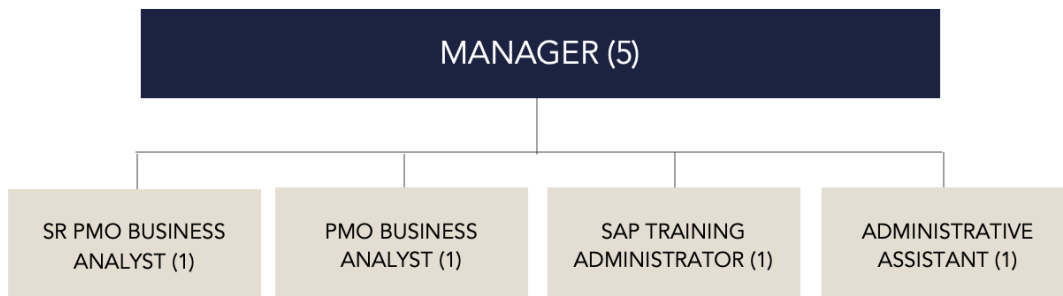 MANAGER (5)
SR PMO BUSINESS
ANALYST (1)
PMO BUSINESS
ANALYST (1)
SAP TRAINING
ADMINISTRATOR (1)
ADMINISTRATIVE
ASSISTANT (1)